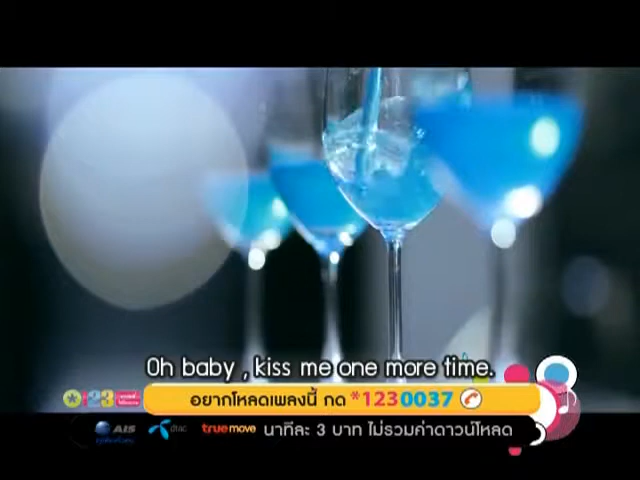 Oh baby , kiss me one more time.
123 อยากโหลดเพลงนี้ กด *1230037
AIS dtac truemove นาทีละ 3 บาท ไม่รวมค่าดาวน์โหลด